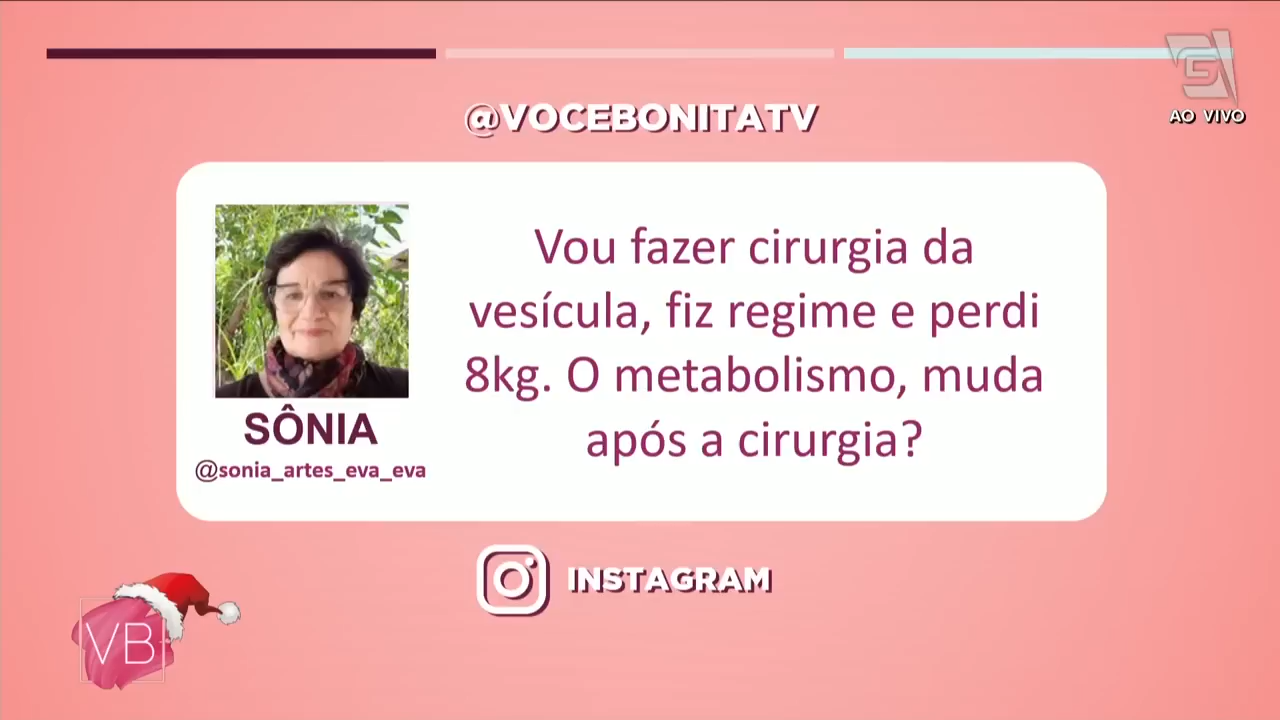 @VOCEBONITATV
AO VIVO
Vou fazer cirurgia da
vesícula, fiz regime e perdi
8kg. O metabolismo, muda
após a cirurgia?
SÔNIA
@sonia_artes_eva_eva
INSTAGRAM
VB